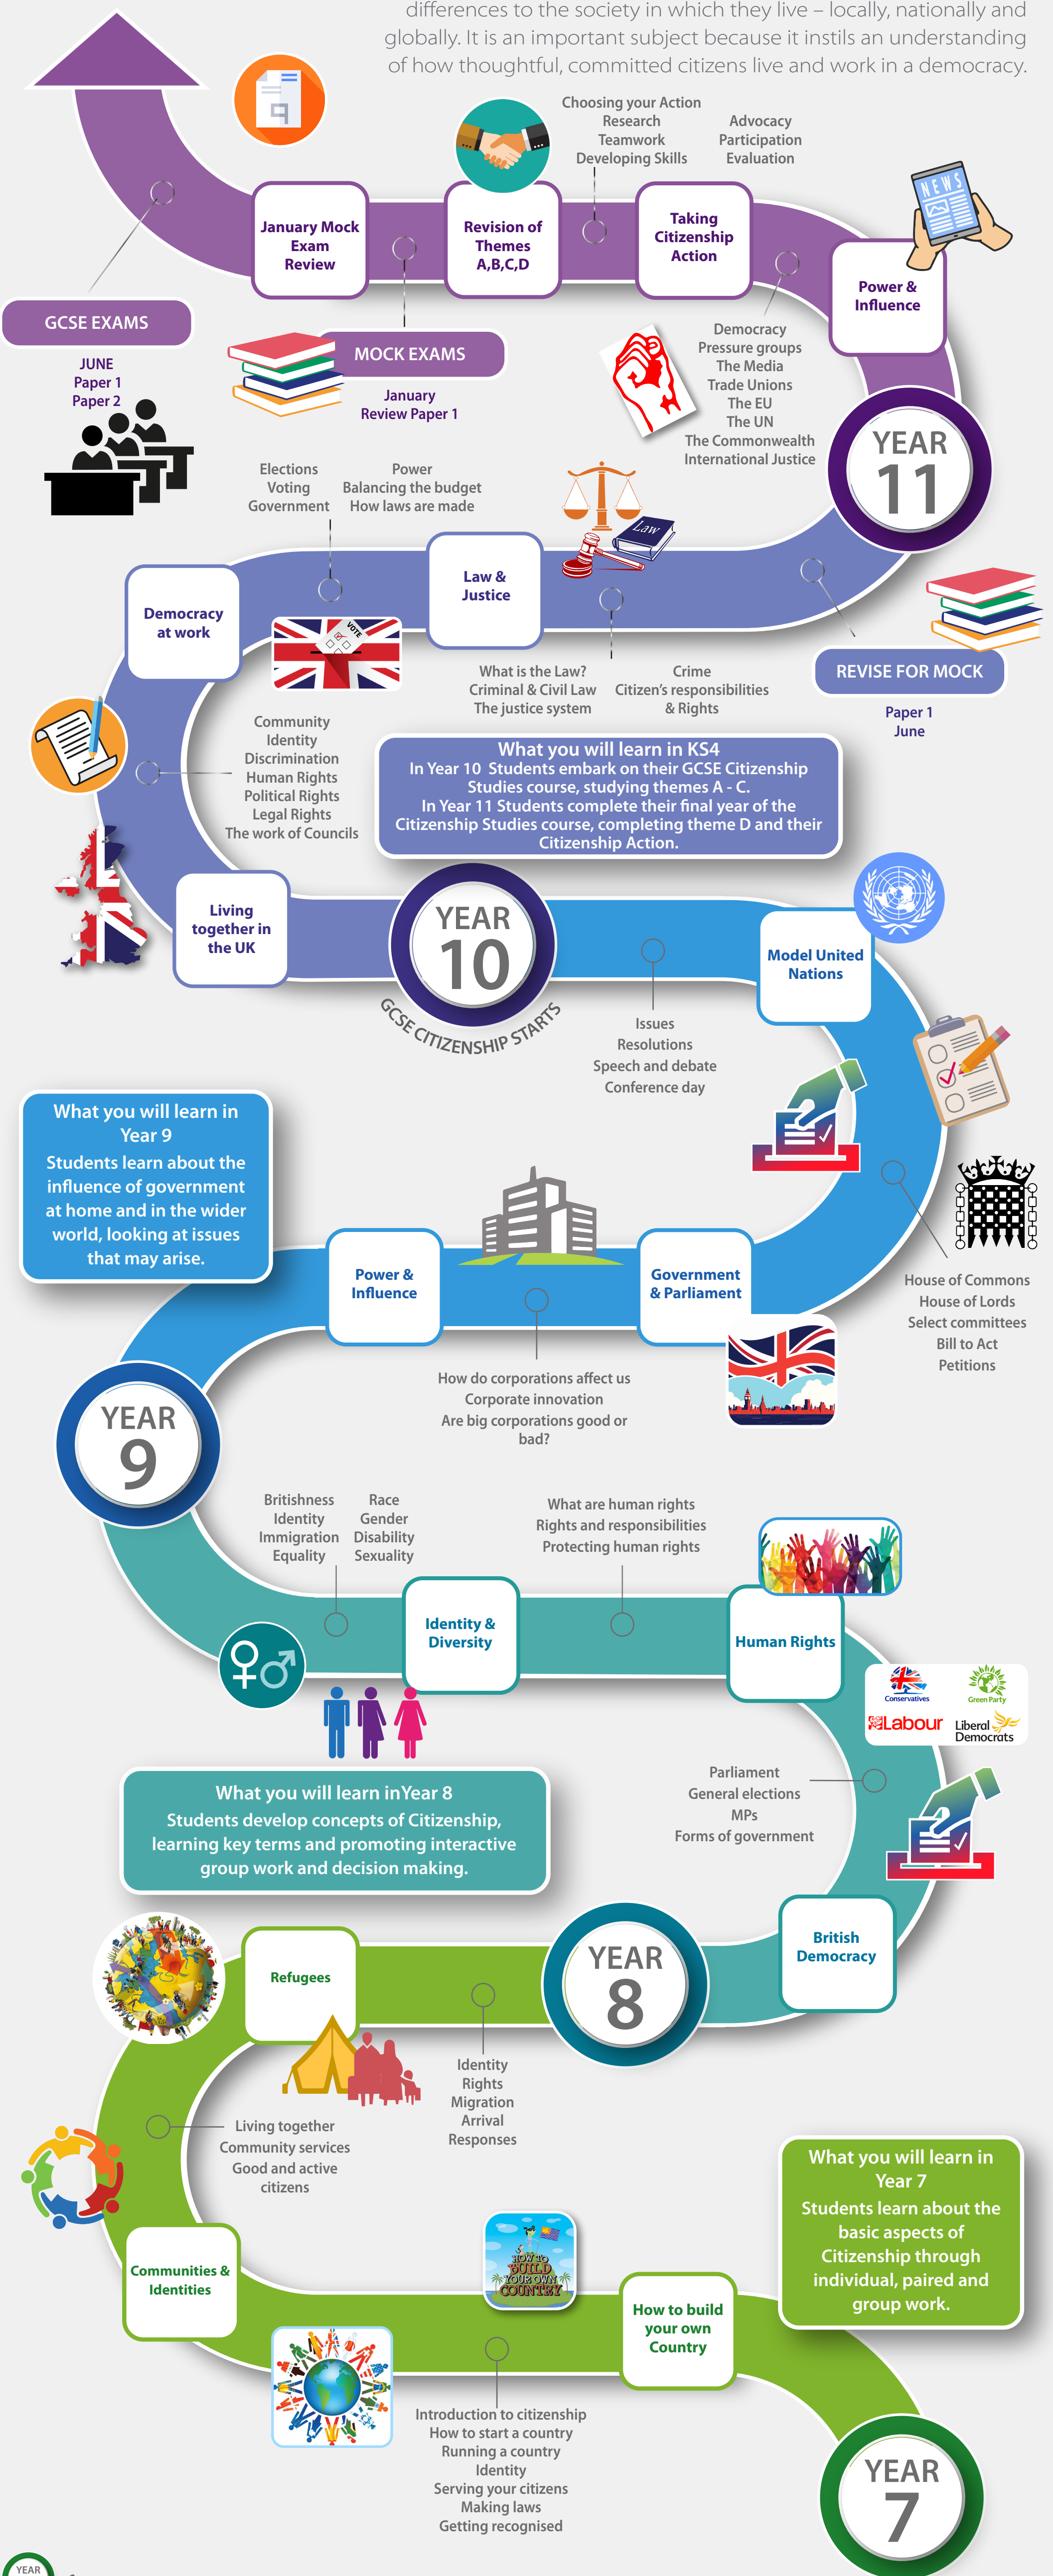 differences to the society in which they live – locally, nationally and
globally. It is an important subject because it instils an understanding
of how thoughtful, committed citizens live and work in a democracy.
Choosing your Action
Research
Teamwork
Developing Skills
Advocacy
Participation
Evaluation
NEWS
January Mock
Exam
Review
Revision of
Themes
A,B,C,D
Taking
Citizenship
Action
Power &
Influence
GCSE EXAMS
JUNE
Paper 1
Paper 2
MOCK EXAMS
January
Review Paper 1
Democracy
Pressure groups
The Media
Trade Unions
The EU
The UN
The Commonwealth
International Justice
YEAR
11
Elections
Voting
Government
Power
Balancing the budget
How laws are made
Law
Law &
Justice
Democracy
at work
VOTE
What is the Law?
Criminal & Civil Law
The justice system
Crime
Citizen's responsibilities
& Rights
REVISE FOR MOCK
Paper 1
June
Community
Identity
Discrimination
Human Rights
Political Rights
Legal Rights
The work of Councils
What you will learn in KS4
In Year 10 Students embark on their GCSE Citizenship
Studies course, studying themes A - C.
In Year 11 Students complete their final year of the
Citizenship Studies course, completing theme D and their
Citizenship Action.
Living
together in
the UK
YEAR
10
GCSE CITIZENSHIP STARTS
Model United
Nations
Issues
Resolutions
Speech and debate
Conference day
What you will learn in
Year 9
Students learn about the
influence of government
at home and in the wider
world, looking at issues
that may arise.
Power &
Influence
Government
& Parliament
House of Commons
House of Lords
Select committees
Bill to Act
Petitions
How do corporations affect us
Corporate innovation
Are big corporations good or
bad?
YEAR
9
Britishness
Identity
Immigration
Equality
Race
Gender
Disability
Sexuality
What are human rights
Rights and responsibilities
Protecting human rights
Identity &
Diversity
Human Rights
Conservatives
Green Party
Labour
Liberal
Democrats
What you will learn inYear 8
Students develop concepts of Citizenship,
learning key terms and promoting interactive
group work and decision making.
Parliament
General elections
MPs
Forms of government
British
Democracy
YEAR
8
Refugees
Identity
Rights
Migration
Arrival
Responses
Living together
Community services
Good and active
citizens
What you will learn in
Year 7
Students learn about the
basic aspects of
Citizenship through
individual, paired and
group work.
Communities &
Identities
HOW TO
BUILD
YOUR OWN
COUNTRY
How to build
your own
Country
Introduction to citizenship
How to start a country
Running a country
Identity
Serving your citizens
Making laws
Getting recognised
YEAR
7
YEAR